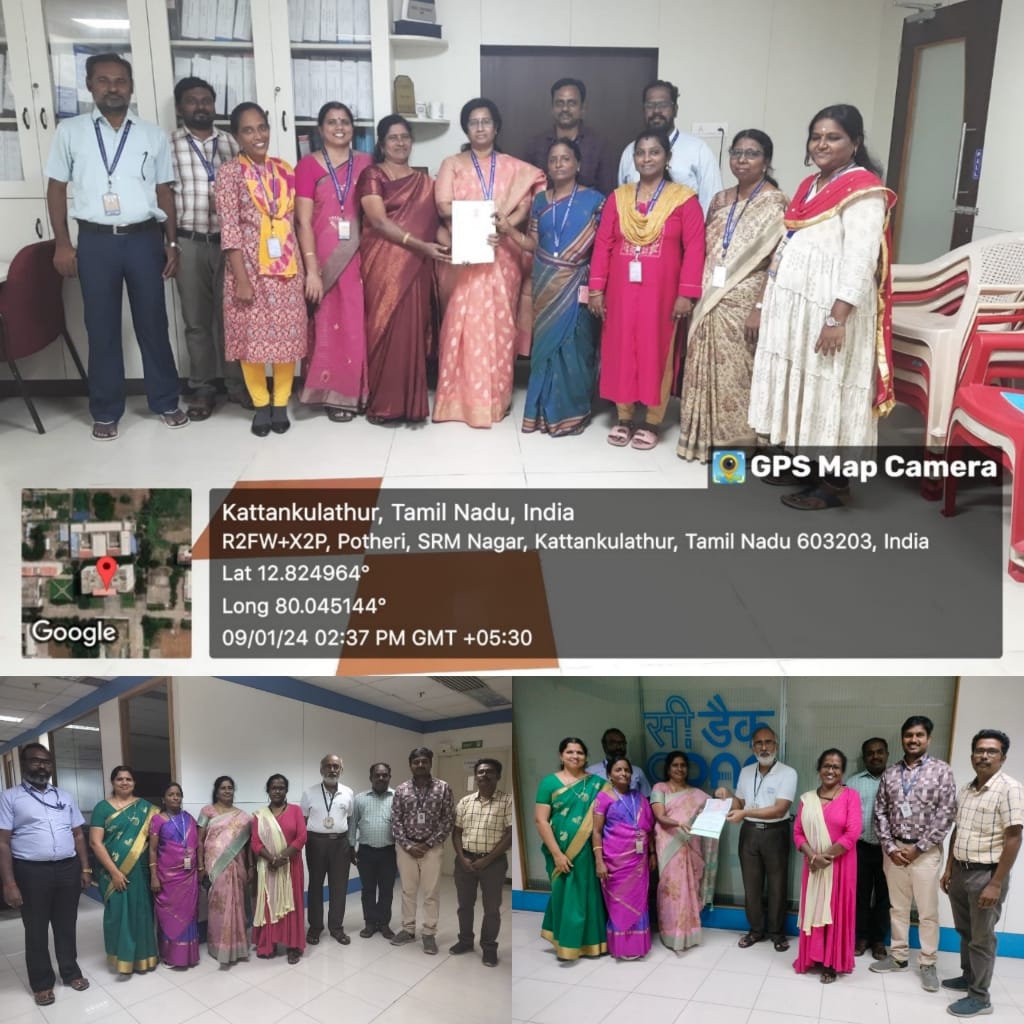 GPS Map Camera
Kattankulathur, Tamil Nadu, India
R2FW+X2P, Potheri, SRM Nagar, Kattankulathur, Tamil Nadu 603203, India
Lat 12.824964°
Long 80.045144°
09/01/24 02:37 PM GMT +05:30
Google
सी डैक